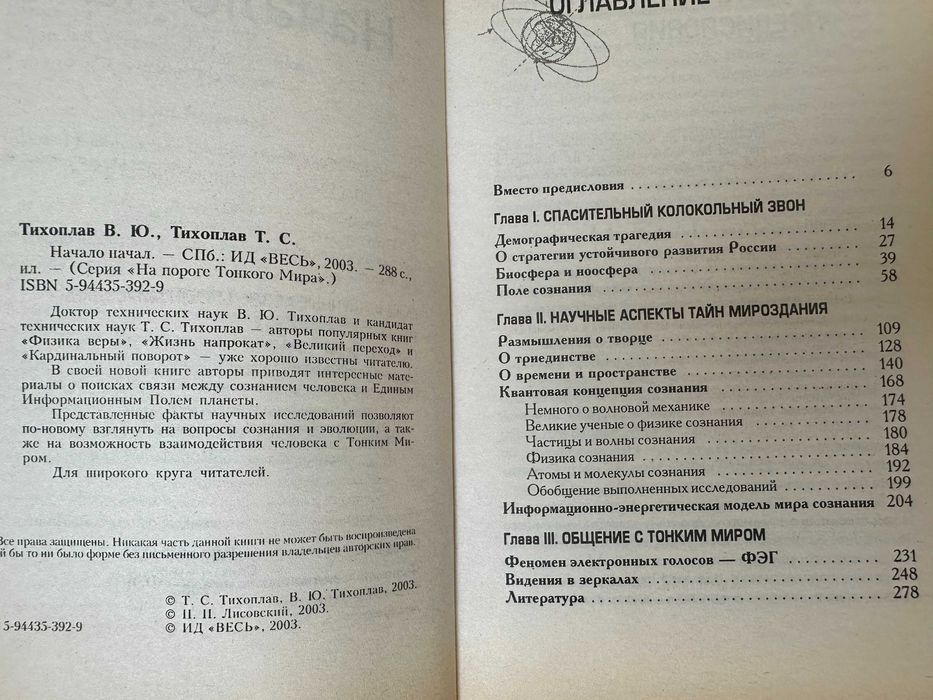 Тихоплав В. Ю., Тихоплав Т. С.
Начало начал. — СПб.: ИД «ВЕСЬ», 2003. — 288 с.,
ил. — (Серия «На пороге Тонкого Мира».)
ISBN 5-94435-392-9
Доктор технических наук В. Ю. Тихоплав и кандидат
технических наук Т. С. Тихоплав — авторы популярных книг
«Физика веры», «Жизнь напрокат», «Великий переход» и
«Кардинальный поворот» — уже хорошо известны читателю.
В своей новой книге авторы приводят интересные мате-
риалы о поисках связи между сознанием человека и Единым
Информационным Полем планеты.
Представленные факты научных исследований позволяют
по-новому взглянуть на вопросы сознания и эволюции, а так-
же на возможность взаимодействия человека с Тонким Ми-
ром.
Для широкого круга читателей.
Все права защищены. Никакая часть данной книги не может быть воспроизведена
й бы то ни было форме без письменного разрешения владельцев авторских прав.
© Т. С. Тихоплав, В. Ю. Тихоплав, 2003.
© П. П. Лисовский, 2003.
5-94435-392-9 © ИД «ВЕСЬ», 2003.
ОГЛАВЛЕНИЕ
Вместо предисловия 6
Глава I. СПАСИТЕЛЬНЫЙ КОЛОКОЛЬНЫЙ ЗВОН
Демографическая трагедия 14
О стратегии устойчивого развития России 27
Биосфера и ноосфера 39
Поле сознания 58
Глава II. НАУЧНЫЕ АСПЕКТЫ ТАЙН МИРОЗДАНИЯ
Размышления о творце 109
О триединстве 128
О времени и пространстве 140
Квантовая концепция сознания 168
Немного о волновой механике 174
Великие ученые о физике сознания 178
Частицы и волны сознания 180
Физика сознания 184
Атомы и молекулы сознания 192
Обобщение выполненных исследований 199
Информационно-энергетическая модель мира сознания 204
Глава III. ОБЩЕНИЕ С ТОНКИМ МИРОМ
Феномен электронных голосов — ФЭГ 231
Видения в зеркалах 248
Литература 278